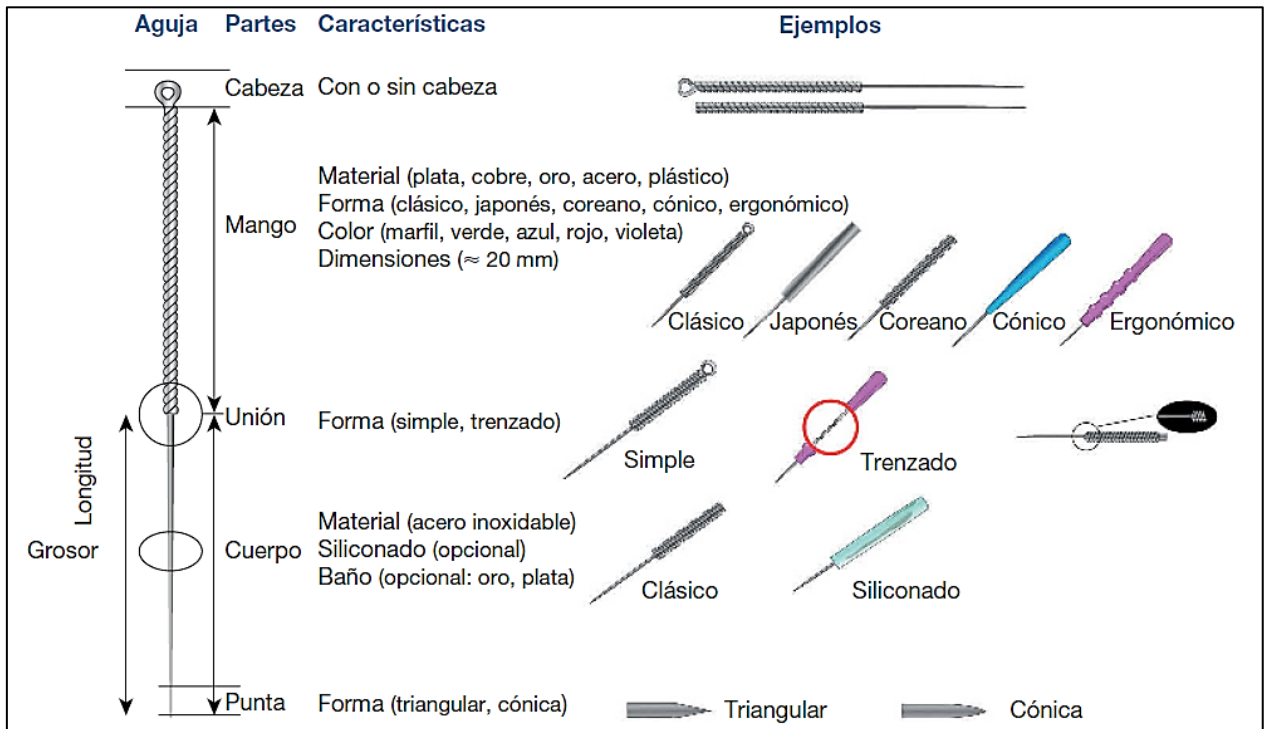 Aguja Partes Características Ejemplos
Cabeza Con o sin cabeza
Mango
Material (plata, cobre, oro, acero, plástico)
Forma (clásico, japonés, coreano, cónico, ergonómico)
Color (marfil, verde, azul, rojo, violeta)
Dimensiones (≈ 20 mm)
Clásico Japonés Coreano Cónico Ergonómico
Unión Forma (simple, trenzado)
Simple Trenzado
Longitud
Grosor
Cuerpo
Material (acero inoxidable)
Siliconado (opcional)
Baño (opcional: oro, plata)
Clásico Siliconado
Punta Forma (triangular, cónica) Triangular Cónica